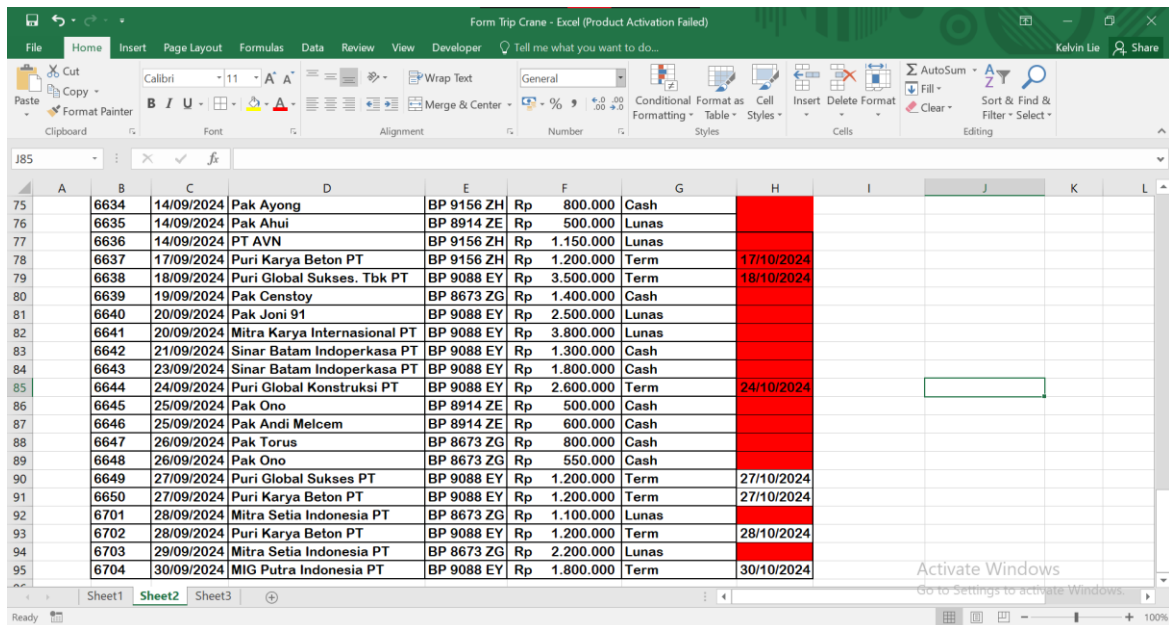 Form Trip Crane - Excel (Product Activation Failed)
File Home Insert Page Layout Formulas Data Review View Developer Tell me what you want to do... Kelvin Lie Share
Paste Cut Copy Format Painter Clipboard
Calibri 11 A A B I U A Font
Wrap Text Merge & Center Alignment
General % , Number
Conditional Formatting Format as Table Cell Styles Styles
Insert Delete Format Cells
AutoSum Fill Clear Sort & Filter Find & Select Editing
J85 fx
A B C D E F G H I J K L
75 6634 14/09/2024 Pak Ayong BP 9156 ZH Rp 800.000 Cash
76 6635 14/09/2024 Pak Ahui BP 8914 ZE Rp 500.000 Lunas
77 6636 14/09/2024 PT AVN BP 9156 ZH Rp 1.150.000 Lunas
78 6637 17/09/2024 Puri Karya Beton PT BP 9156 ZH Rp 1.200.000 Term 17/10/2024
79 6638 18/09/2024 Puri Global Sukses. Tbk PT BP 9088 EY Rp 3.500.000 Term 18/10/2024
80 6639 19/09/2024 Pak Censtoy BP 8673 ZG Rp 1.400.000 Cash
81 6640 20/09/2024 Pak Joni 91 BP 9088 EY Rp 2.500.000 Lunas
82 6641 20/09/2024 Mitra Karya Internasional PT BP 9088 EY Rp 3.800.000 Lunas
83 6642 21/09/2024 Sinar Batam Indoperkasa PT BP 9088 EY Rp 1.300.000 Cash
84 6643 23/09/2024 Sinar Batam Indoperkasa PT BP 9088 EY Rp 1.800.000 Cash
85 6644 24/09/2024 Puri Global Konstruksi PT BP 9088 EY Rp 2.600.000 Term 24/10/2024
86 6645 25/09/2024 Pak Ono BP 8914 ZE Rp 500.000 Cash
87 6646 25/09/2024 Pak Andi Melcem BP 8914 ZE Rp 600.000 Cash
88 6647 26/09/2024 Pak Torus BP 8673 ZG Rp 800.000 Cash
89 6648 26/09/2024 Pak Ono BP 8673 ZG Rp 550.000 Cash
90 6649 27/09/2024 Puri Global Sukses PT BP 9088 EY Rp 1.200.000 Term 27/10/2024
91 6650 27/09/2024 Puri Karya Beton PT BP 9088 EY Rp 1.200.000 Term 27/10/2024
92 6701 28/09/2024 Mitra Setia Indonesia PT BP 8673 ZG Rp 1.100.000 Lunas
93 6702 28/09/2024 Puri Karya Beton PT BP 9088 EY Rp 1.200.000 Term 28/10/2024
94 6703 29/09/2024 Mitra Setia Indonesia PT BP 8673 ZG Rp 2.200.000 Lunas
95 6704 30/09/2024 MIG Putra Indonesia PT BP 9088 EY Rp 1.800.000 Term 30/10/2024
Activate Windows
Go to Settings to activate Windows.
Sheet1 Sheet2 Sheet3
Ready 100%